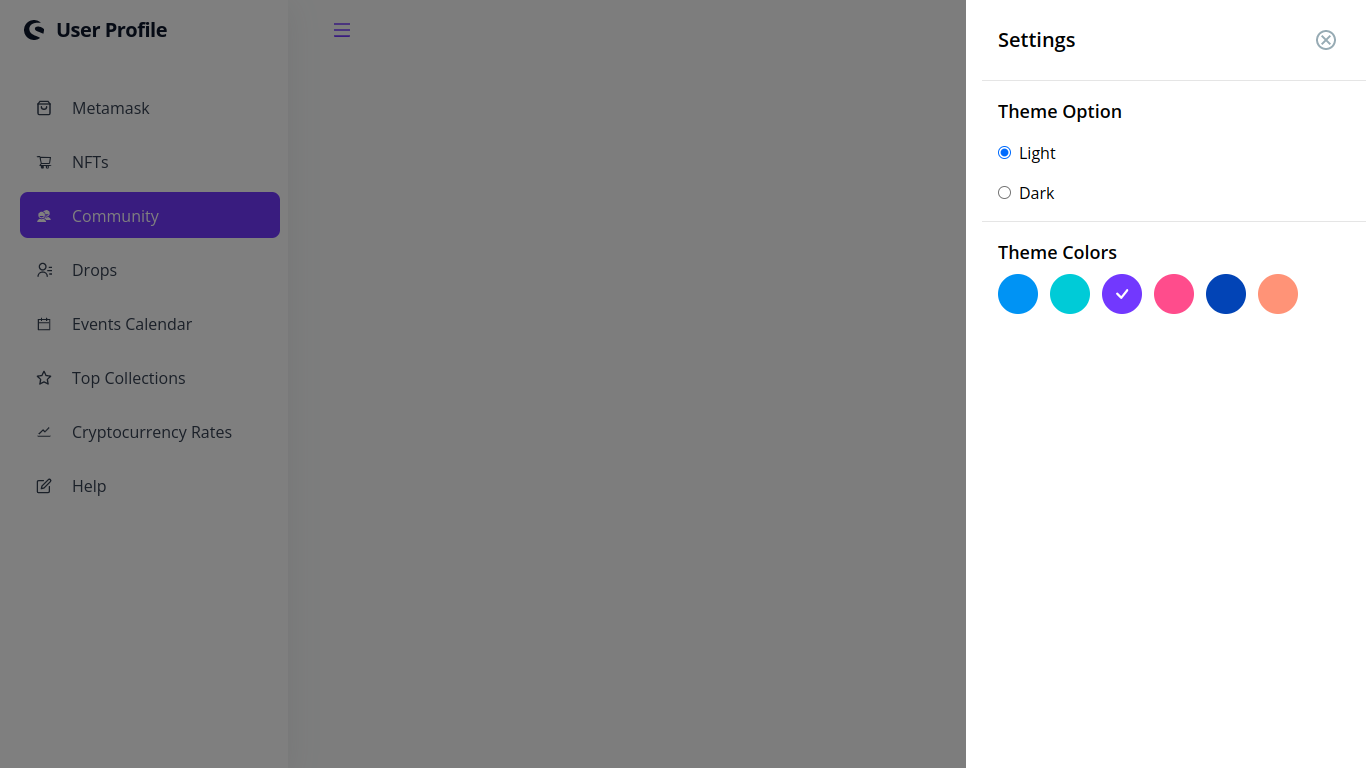 User Profile
Metamask
NFTs
Community
Drops
Events Calendar
Top Collections
Cryptocurrency Rates
Help
Settings
Theme Option
Light
Dark
Theme Colors